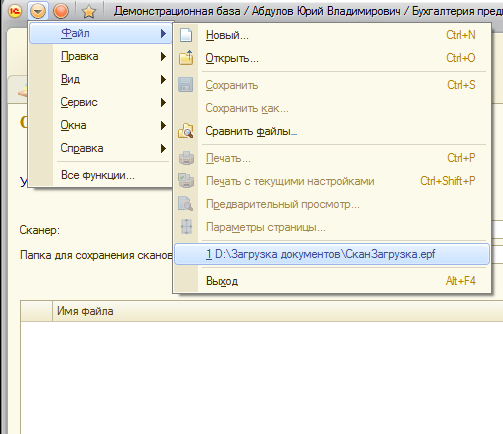 1С Демонстрационная база / Абдулов Юрий Владимирович / Бухгалтерия пред
Файл
Правка
Вид
Сервис
Окна
Справка
Все функции...
Новый... Ctrl+N
Открыть... Ctrl+O
Сохранить Ctrl+S
Сохранить как...
Сравнить файлы...
Печать... Ctrl+P
Печать с текущими настройками Ctrl+Shift+P
Предварительный просмотр...
Параметры страницы...
1 D:\Загрузка документов\СканЗагрузка.epf
Выход Alt+F4
Сканер:
Папка для сохранения сканов
Имя файла